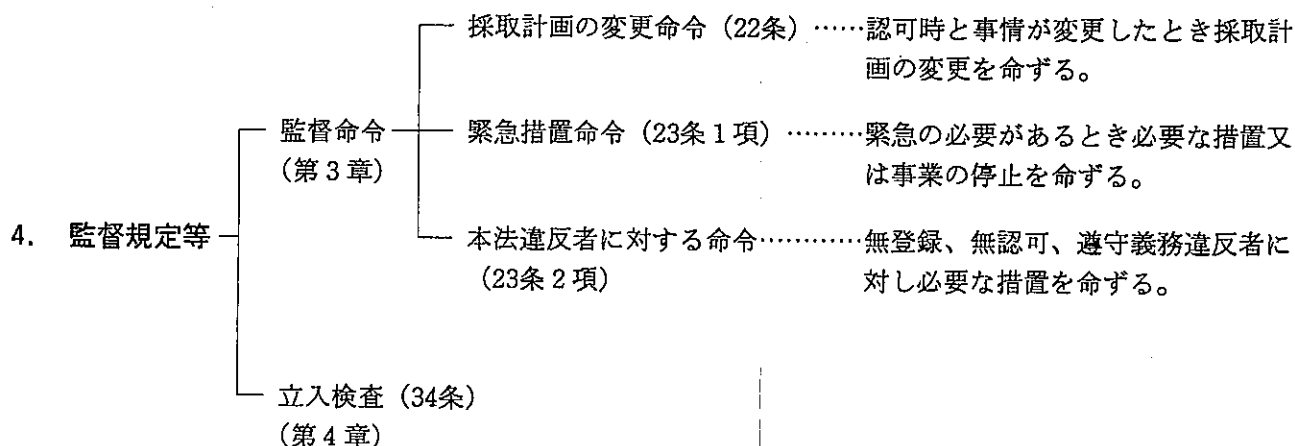 4. 監督規定等
監督命令
(第3章)
採取計画の変更命令(22条)……認可時と事情が変更したとき採取計
画の変更を命ずる。
緊急措置命令(23条1項)………緊急の必要があるとき必要な措置又
は事業の停止を命ずる。
本法違反者に対する命令…………無登録、無認可、遵守義務違反者に
(23条2項)
対し必要な措置を命ずる。
立入検査(34条)
(第4章)